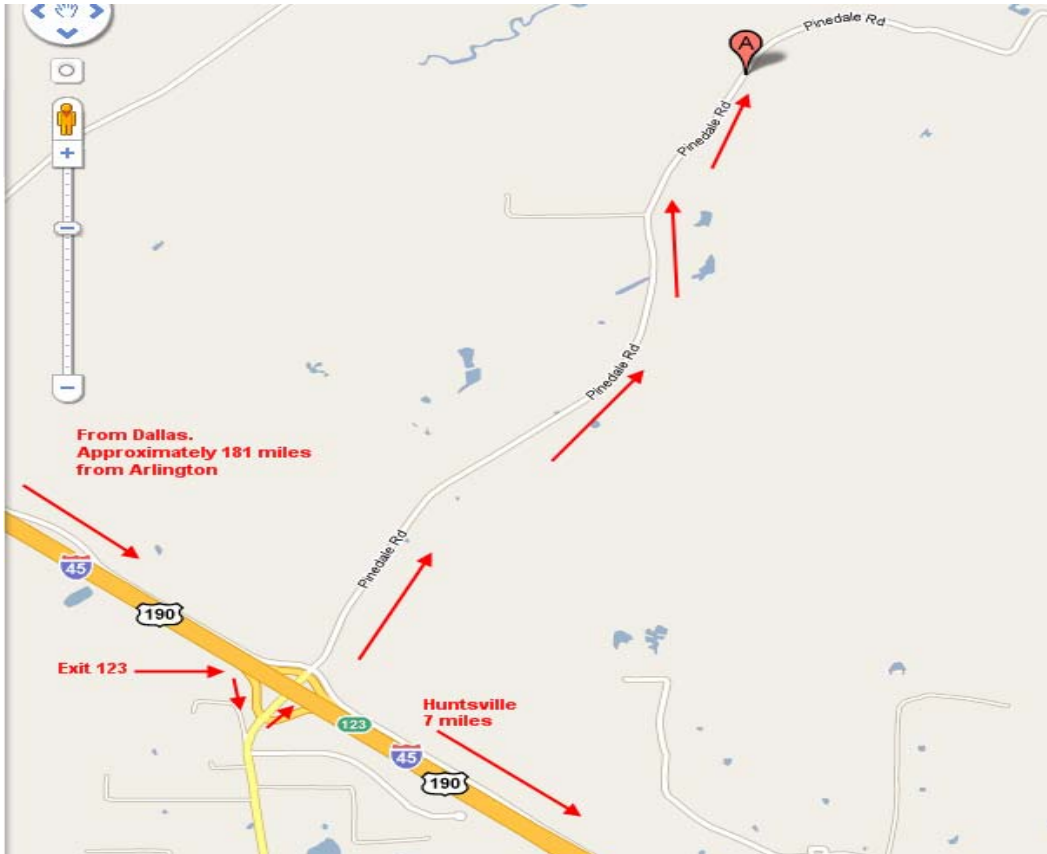 Pinedale Rd
A
Pinedale Rd
Pinedale Rd
From Dallas.
Approximately 181 miles
from Arlington
Pinedale Rd
45
190
Exit 123
Huntsville
7 miles
123
45
190